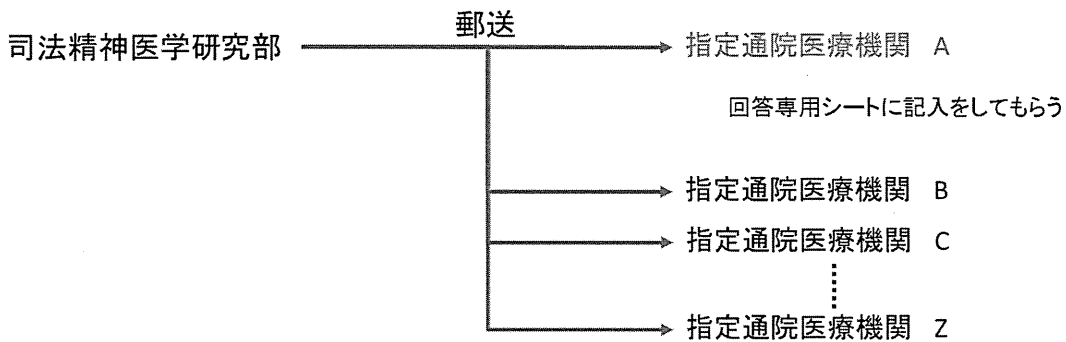 郵送
司法精神医学研究部
指定通院医療機関 A
回答専用シートに記入をしてもらう
指定通院医療機関 B
指定通院医療機関 C
指定通院医療機関 Z